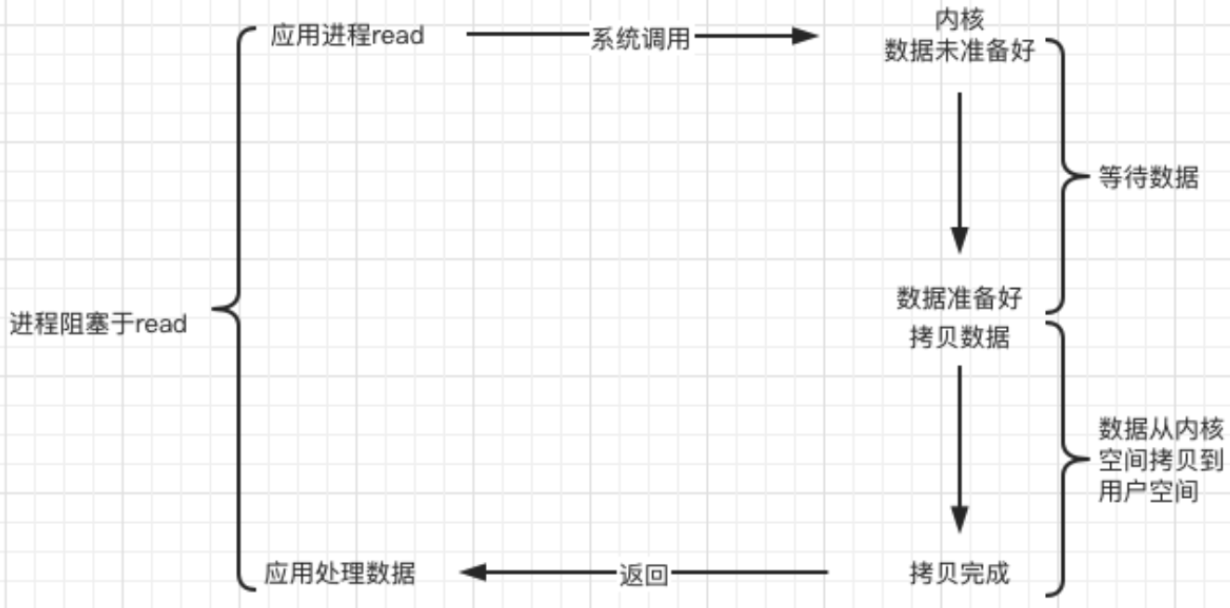 应用进程read
系统调用
内核
数据未准备好
等待数据
数据准备好
拷贝数据
进程阻塞于read
数据从内核
空间拷贝到
用户空间
应用处理数据
返回
拷贝完成